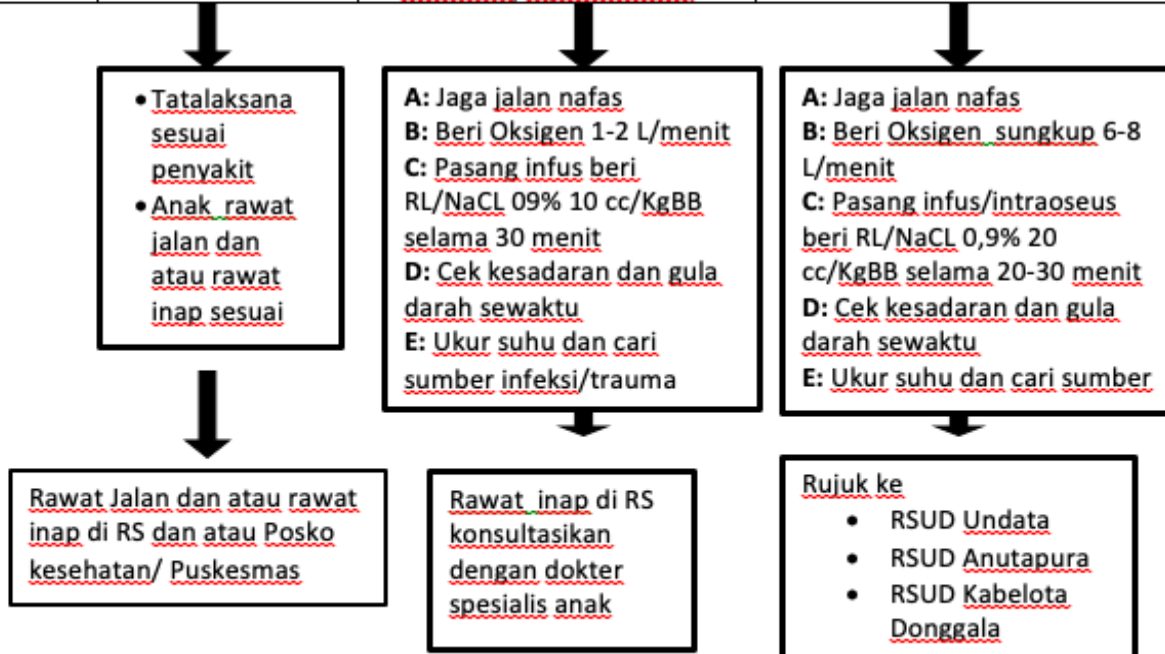 • Tatalaksana
sesuai
penyakit
• Anak rawat
jalan dan
atau rawat
inap sesuai
A: Jaga jalan nafas
B: Beri Oksigen 1-2 L/menit
C: Pasang infus beri
RL/NaCL 09% 10 cc/KgBB
selama 30 menit
D: Cek kesadaran dan gula
darah sewaktu
E: Ukur suhu dan cari
sumber infeksi/trauma
A: Jaga jalan nafas
B: Beri Oksigen sungkup 6-8
L/menit
C: Pasang infus/intraoseus
beri RL/NaCL 0,9% 20
cc/KgBB selama 20-30 menit
D: Cek kesadaran dan gula
darah sewaktu
E: Ukur suhu dan cari sumber
Rawat Jalan dan atau rawat
inap di RS dan atau Posko
kesehatan/ Puskesmas
Rawat inap di RS
konsultasikan
dengan dokter
spesialis anak
Rujuk ke
• RSUD Undata
• RSUD Anutapura
• RSUD Kabelota
Donggala